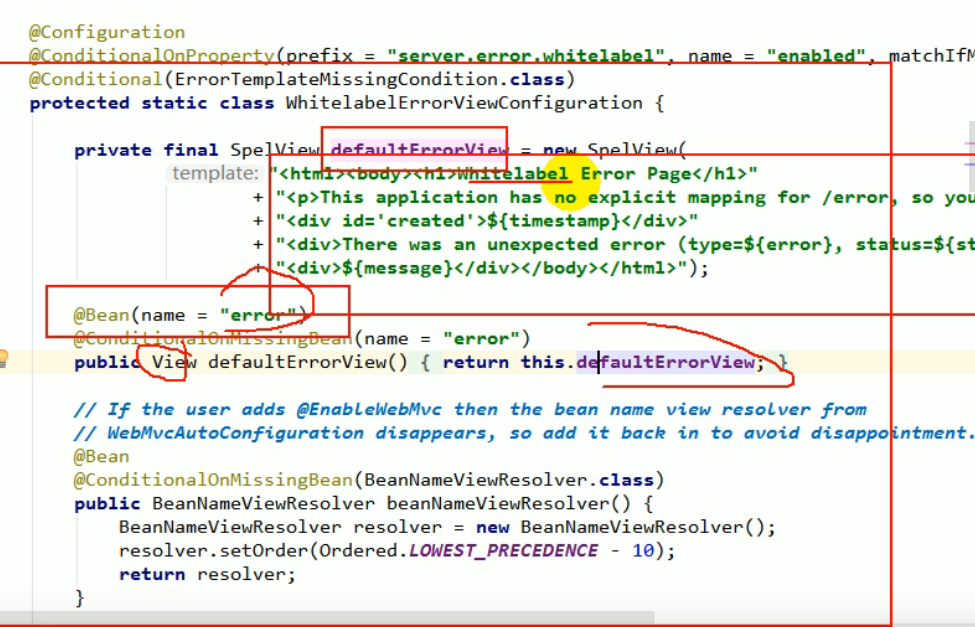 @Configuration
@ConditionalOnProperty(prefix = "server.error.whitelabel", name = "enabled", matchIfM
@Conditional(ErrorTemplateMissingCondition.class)
protected static class WhitelabelErrorViewConfiguration {
private final SpelView defaultErrorView = new SpelView(
template: "<html><body><h1>Whitelabel Error Page</h1>"
+ "<p>This application has no explicit mapping for /error, so you
+ "<div id='created'>${timestamp}</div>"
+ "<div>There was an unexpected error (type=${error}, status=${st
+ "<div>${message}</div></body></html>");
@Bean(name = "error")
@ConditionalOnMissingBean(name = "error")
public View defaultErrorView() { return this.defaultErrorView; }
// If the user adds @EnableWebMvc then the bean name view resolver from
// WebMvcAutoConfiguration disappears, so add it back in to avoid disappointment.
@Bean
@ConditionalOnMissingBean(BeanNameViewResolver.class)
public BeanNameViewResolver beanNameViewResolver() {
BeanNameViewResolver resolver = new BeanNameViewResolver();
resolver.setOrder(Ordered.LOWEST_PRECEDENCE - 10);
return resolver;
}